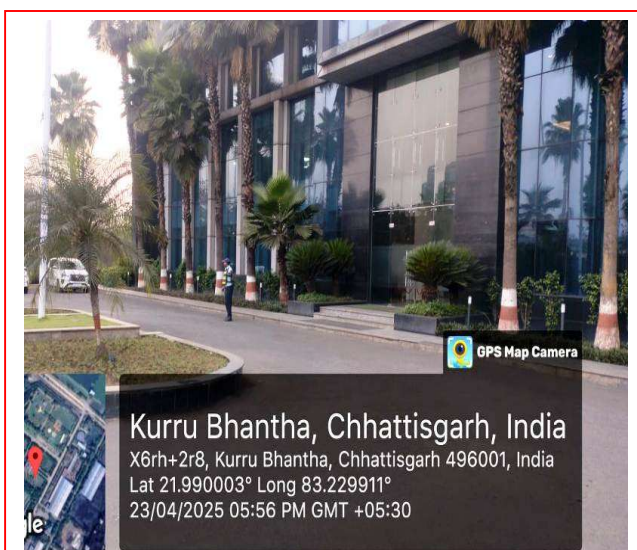 GPS Map Camera
Kurru Bhantha, Chhattisgarh, India
X6rh+2r8, Kurru Bhantha, Chhattisgarh 496001, India
Lat 21.990003° Long 83.229911°
23/04/2025 05:56 PM GMT +05:30
gle